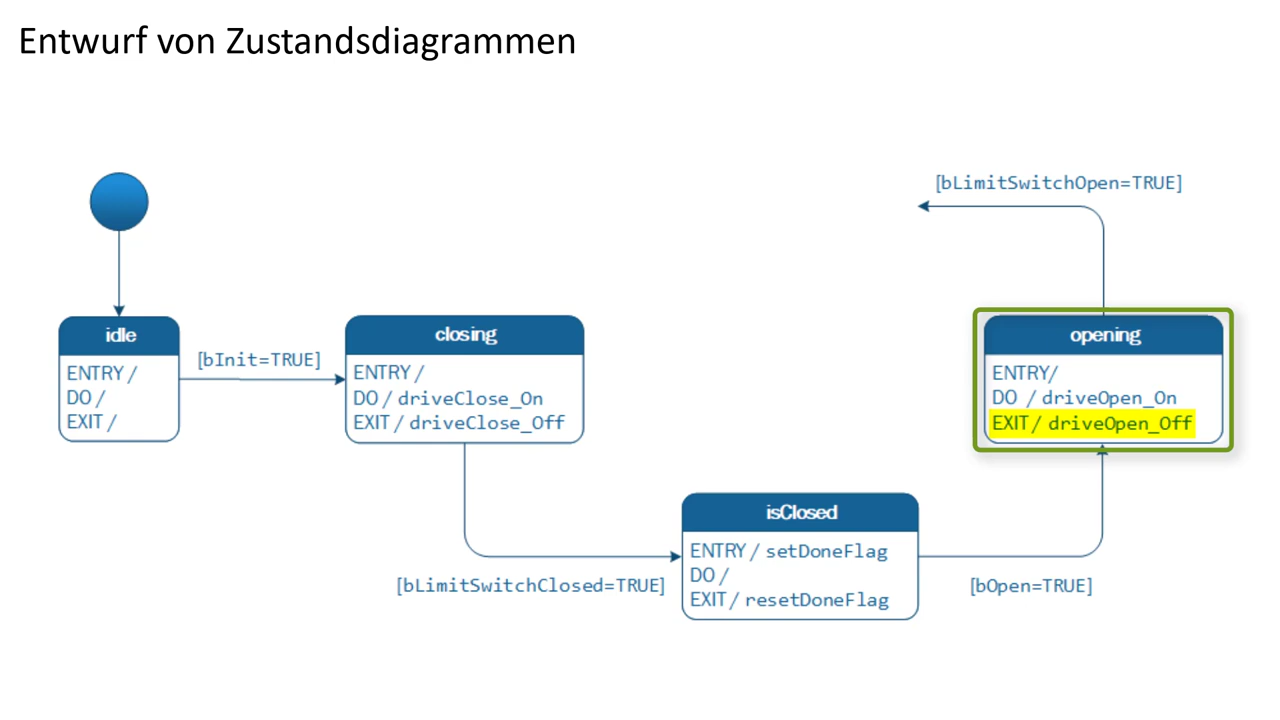 Entwurf von Zustandsdiagrammen
[bLimitSwitchOpen=TRUE]
idle
ENTRY /
DO /
EXIT /
[bInit=TRUE]
closing
ENTRY /
DO / driveClose_On
EXIT / driveClose_Off
opening
ENTRY/
DO / driveOpen_On
EXIT/ driveOpen_Off
[bLimitSwitchClosed=TRUE]
isClosed
ENTRY / setDoneFlag
DO /
EXIT / resetDoneFlag
[bOpen=TRUE]